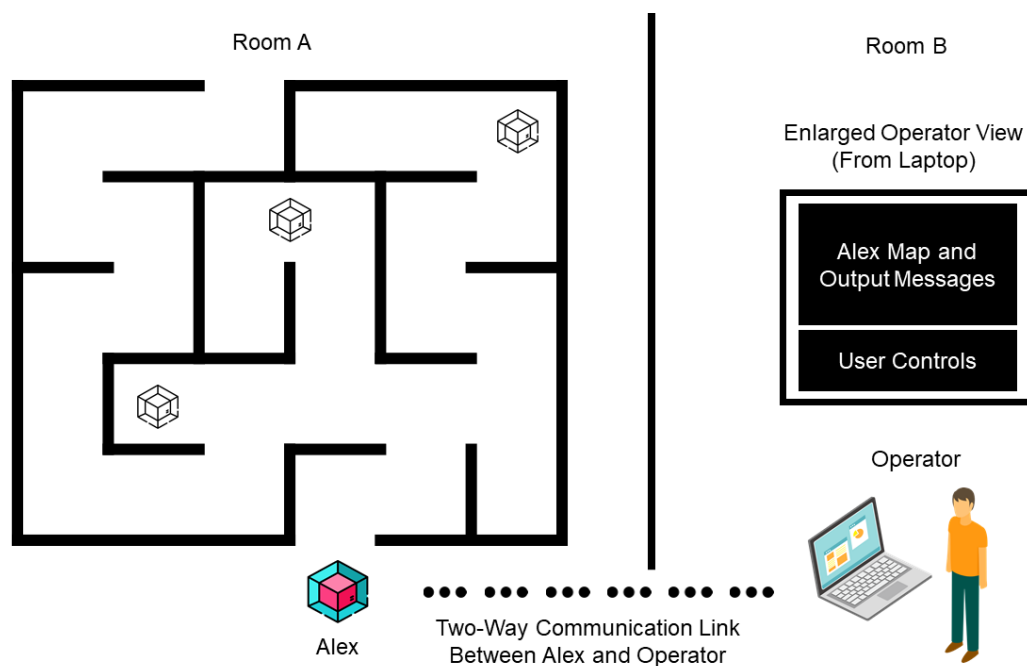 Room A
Room B
Enlarged Operator View
(From Laptop)
Alex Map and
Output Messages
User Controls
Operator
Alex
Two-Way Communication Link
Between Alex and Operator